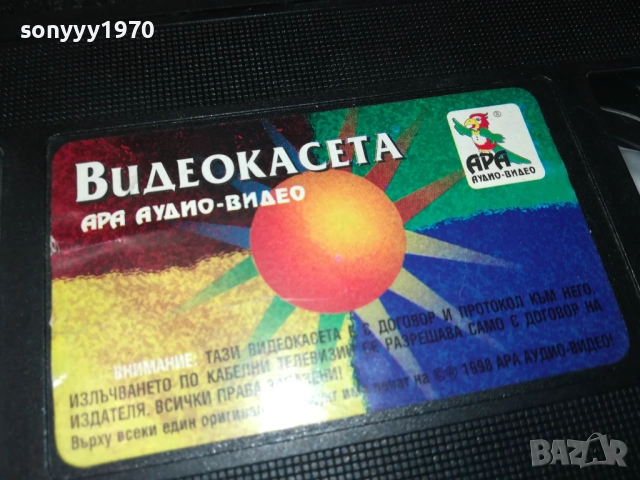 sonyyy1970
ВИДЕОКАСЕТА
АРА АУДИО-ВИДЕО
®
АРА
АУДИО-ВИДЕО
ВНИМАНИЕ: ТАЗИ ВИДЕОКАСЕТА Е С ДОГОВОР И ПРОТОКОЛ КЪМ НЕГО.
ИЗЛЪЧВАНЕТО ПО КАБЕЛНИ ТЕЛЕВИЗИИ СЕ РАЗРЕШАВА САМО С ДОГОВОР НА
ИЗДАТЕЛЯ. ВСИЧКИ ПРАВА ЗАПАЗЕНИ! 1998 АРА АУДИО-ВИДЕО!
Върху всеки един
BAZAR